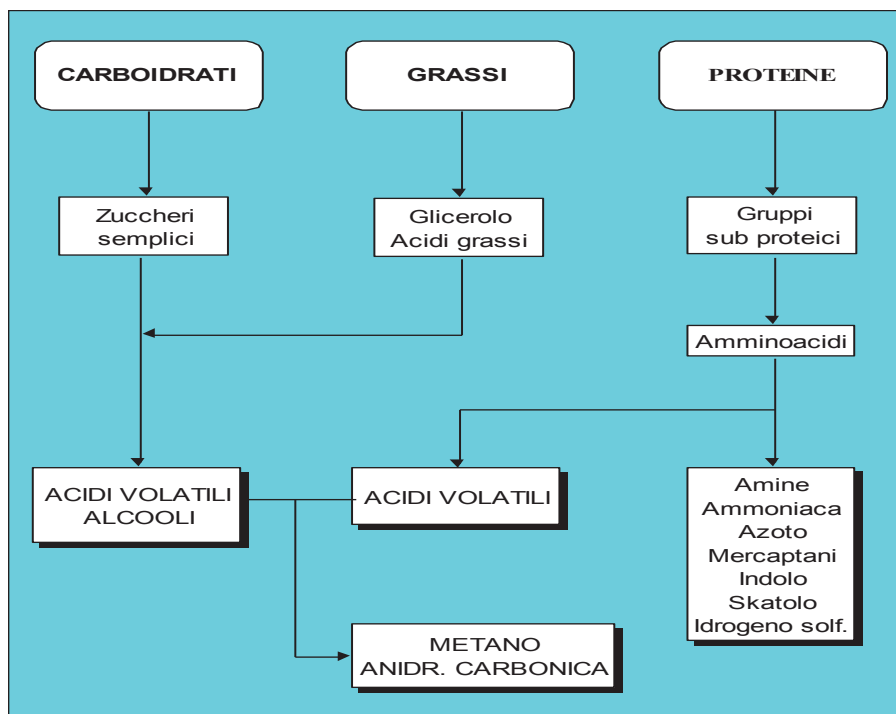 CARBOIDRATI
GRASSI
PROTEINE
Zuccheri
semplici
Glicerolo
Acidi grassi
Gruppi
sub proteici
Amminoacidi
ACIDI VOLATILI
ALCOOLI
ACIDI VOLATILI
Amine
Ammoniaca
Azoto
Mercaptani
Indolo
Skatolo
Idrogeno solf.
METANO
ANIDR. CARBONICA